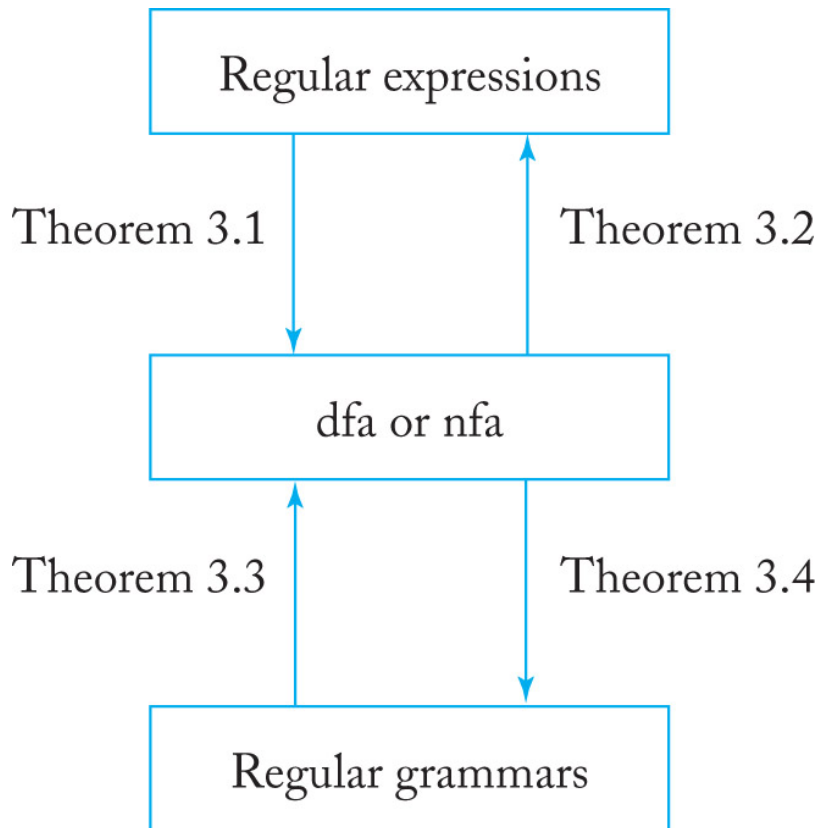 Regular expressions
Theorem 3.1
Theorem 3.2
dfa or nfa
Theorem 3.3
Theorem 3.4
Regular grammars